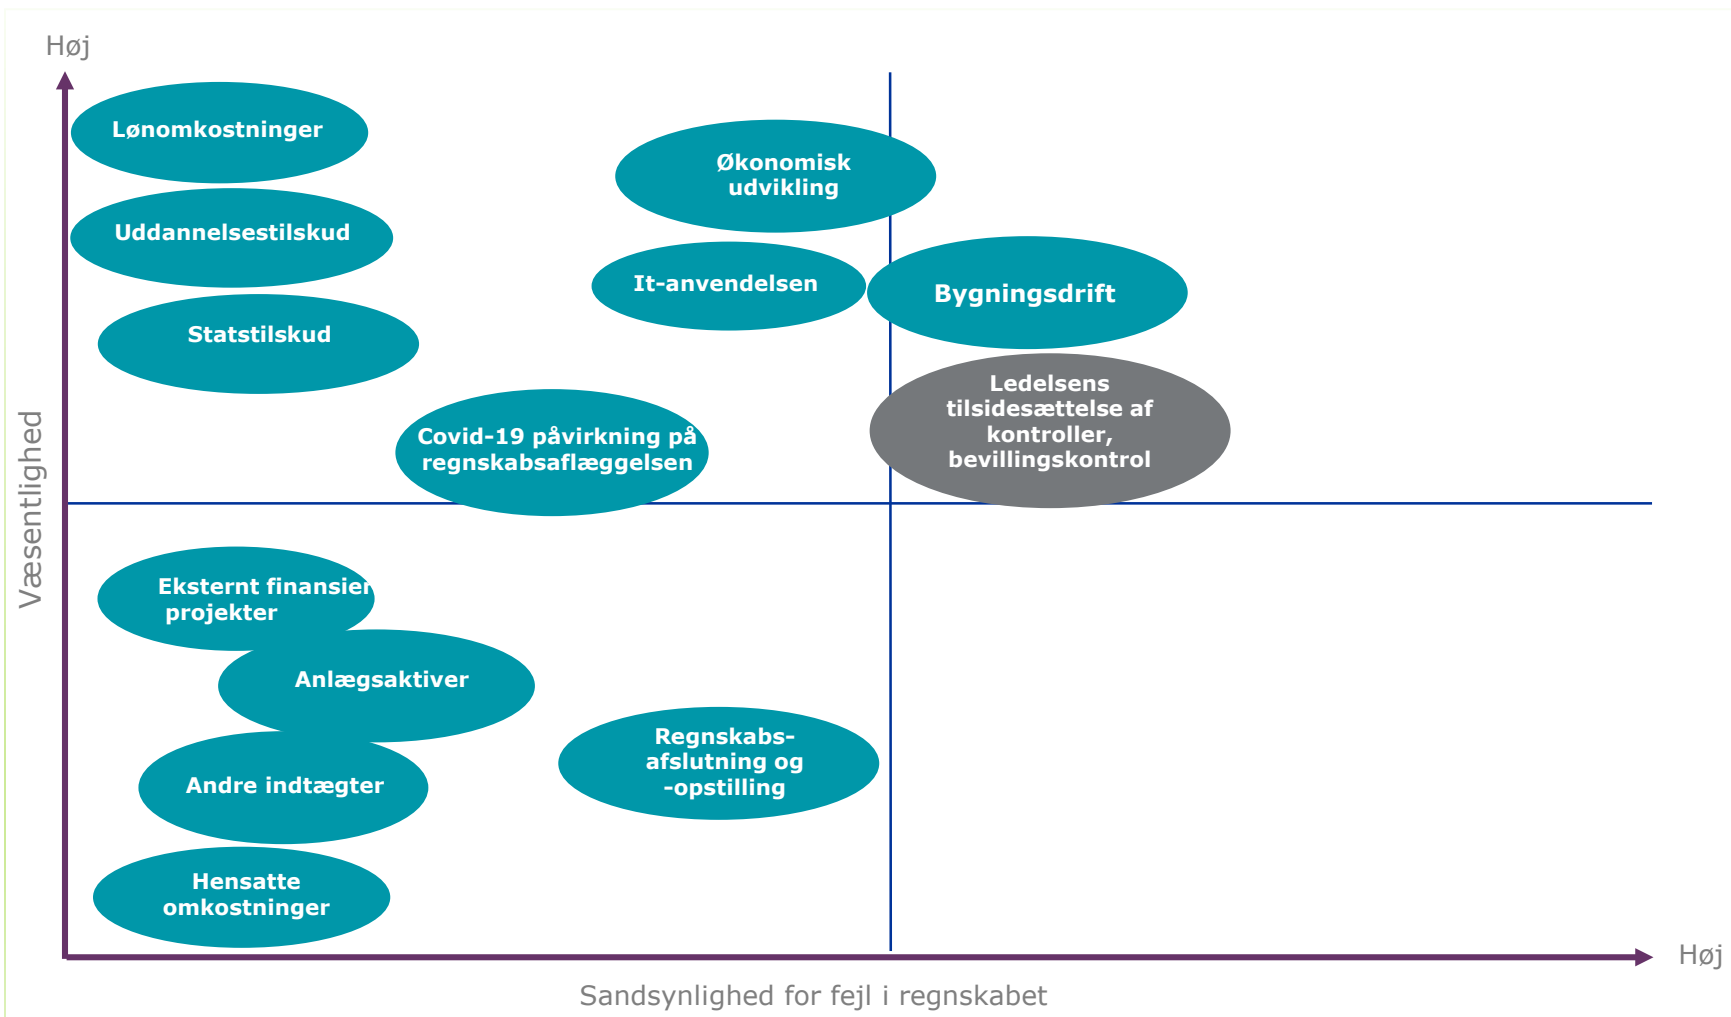 Høj
Lønomkostninger
Økonomisk
udvikling
Uddannelsestilskud
It-anvendelsen
Bygningsdrift
Statstilskud
Ledelsens
tilsidesættelse af
kontroller,
bevillingskontrol
Covid-19 påvirkning på
regnskabsaflæggelsen
Væsentlighed
Eksternt finansier
projekter
Anlægsaktiver
Regnskabs-
afslutning og
-opstilling
Andre indtægter
Hensatte
omkostninger
Høj
Sandsynlighed for fejl i regnskabet